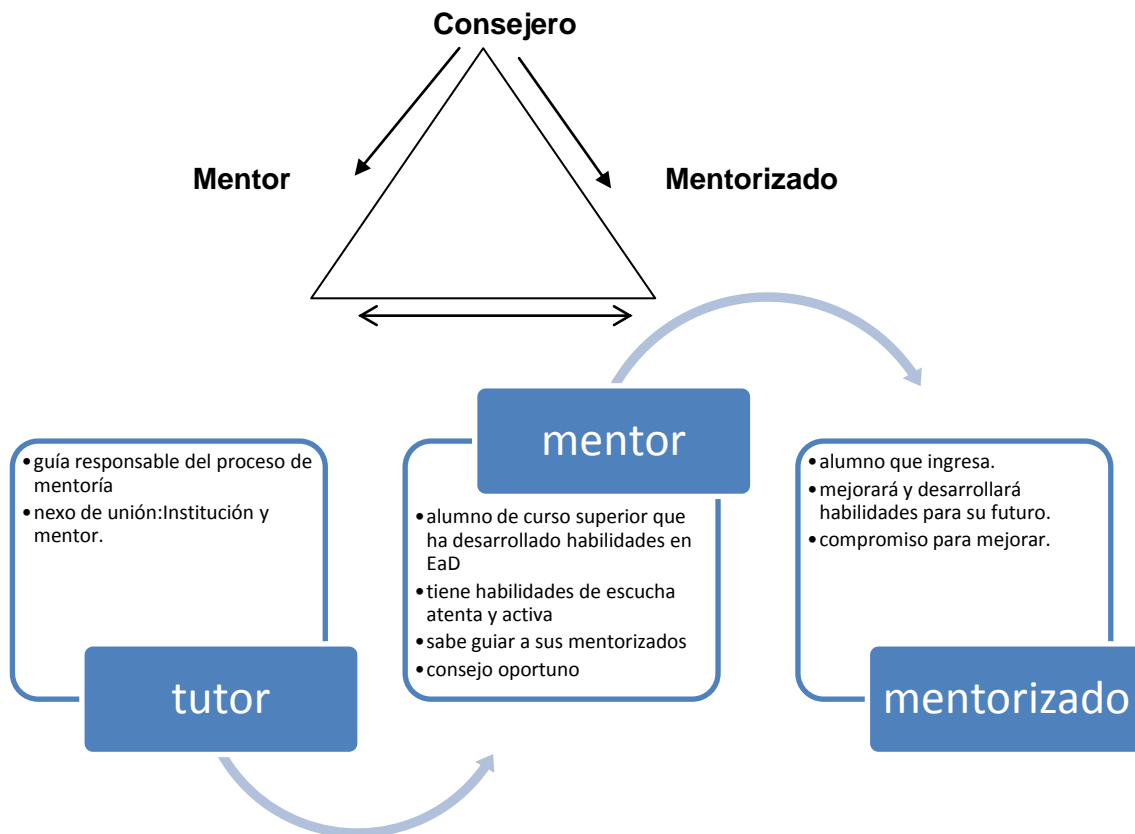 Consejero
Mentor
Mentorizado
•guía responsable del proceso de
mentoría
•nexo de unión:Institución y
mentor.
tutor
mentor
•alumno de curso superior que
ha desarrollado habilidades en
EaD
•tiene habilidades de escucha
atenta y activa
•sabe guiar a sus mentorizados
•consejo oportuno
•alumno que ingresa.
•mejorará y desarrollará
habilidades para su futuro.
•compromiso para mejorar.
mentorizado